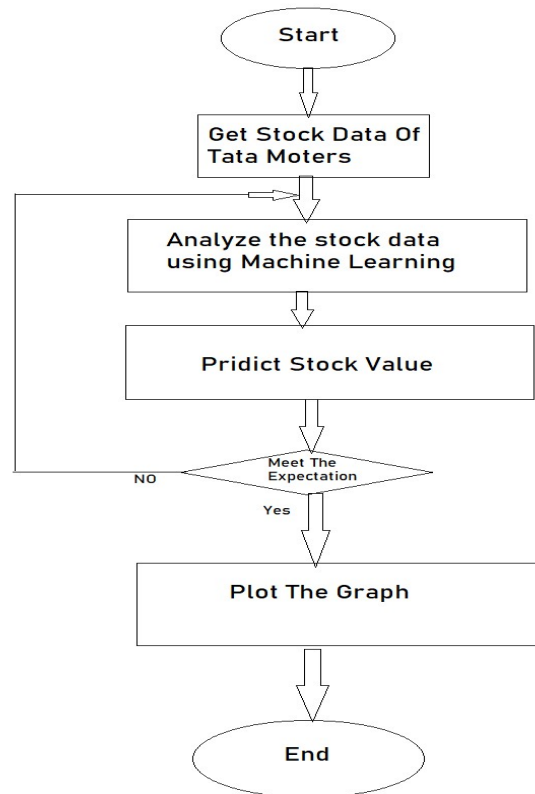 Start
Get Stock Data Of
Tata Moters
Analyze the stock data
using Machine Learning
Pridict Stock Value
Meet The
Expectation
NO
Yes
Plot The Graph
End